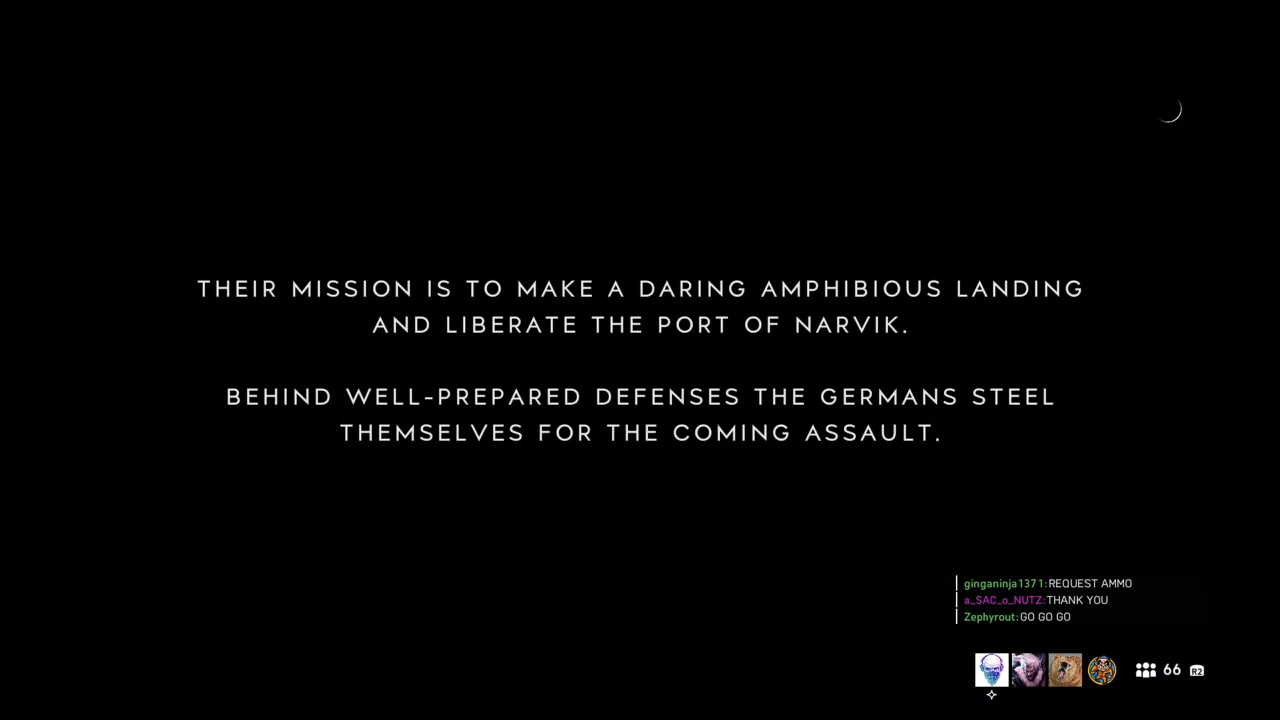 THEIR MISSION IS TO MAKE A DARING AMPHIBIOUS LANDING
AND LIBERATE THE PORT OF NARVIK.
BEHIND WELL-PREPARED DEFENSES THE GERMANS STEEL
THEMSELVES FOR THE COMING ASSAULT.
ginganinja1371:REQUEST AMMO
a_SAC_o_NUTZ:THANK YOU
Zephyrout:GO GO GO
66 R2